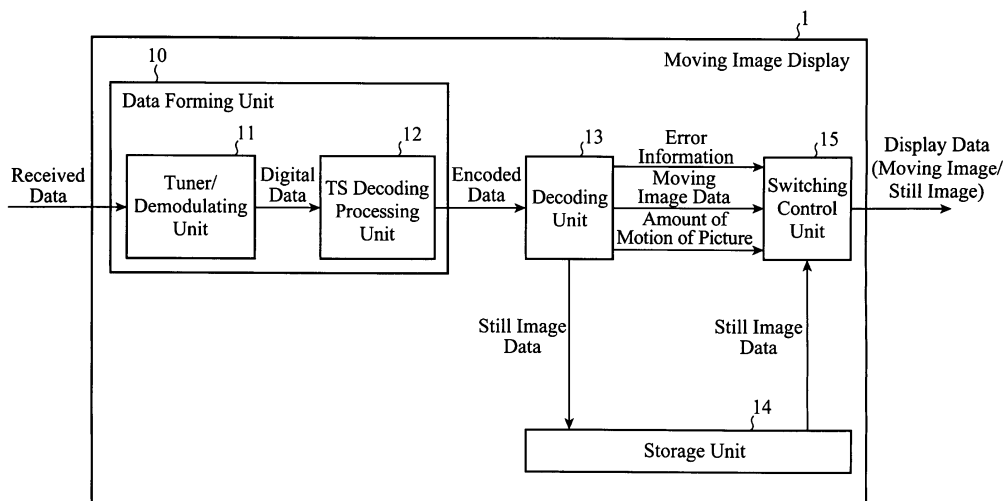 1
Moving Image Display
10
Data Forming Unit
11
12
13
15
Received
Data
Tuner/
Demodulating
Unit
Digital
Data
TS Decoding
Processing
Unit
Encoded
Data
Decoding
Unit
Error
Information
Moving
Image Data
Amount of
Motion of Picture
Switching
Control
Unit
Display Data
(Moving Image/
Still Image)
Still Image
Data
Still Image
Data
14
Storage Unit